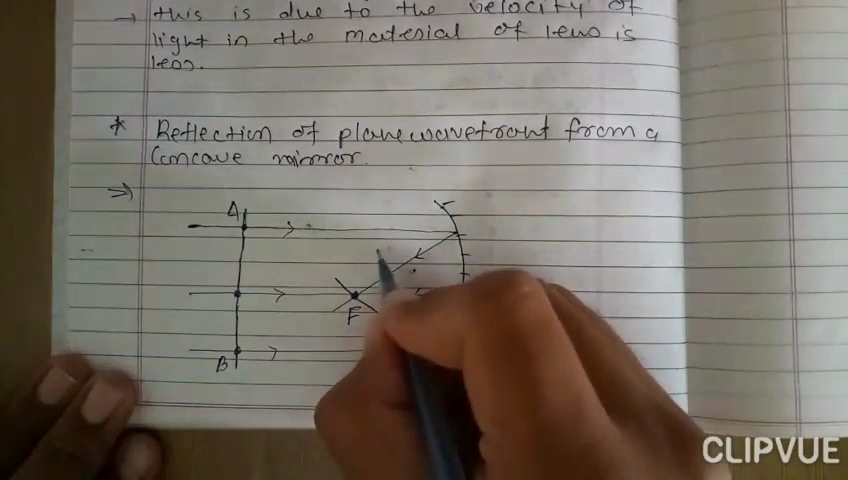 → this is due to the velocity of
light in the material of lens is
less.
* Reflection of plane wavefront from a
Concave mirror.
⇒
A
F
B
CLIPVUE